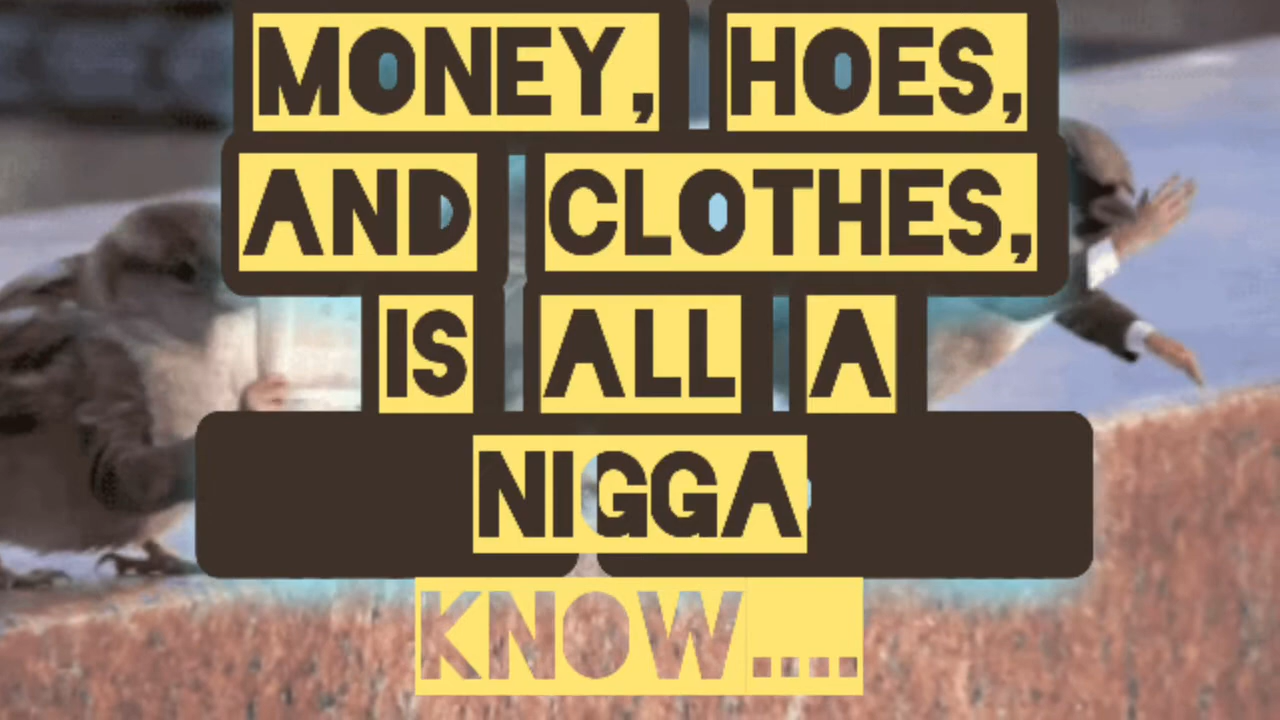 MONEY, HOES,
AND CLOTHES,
IS ALL A
NIGGA
KNOW.....